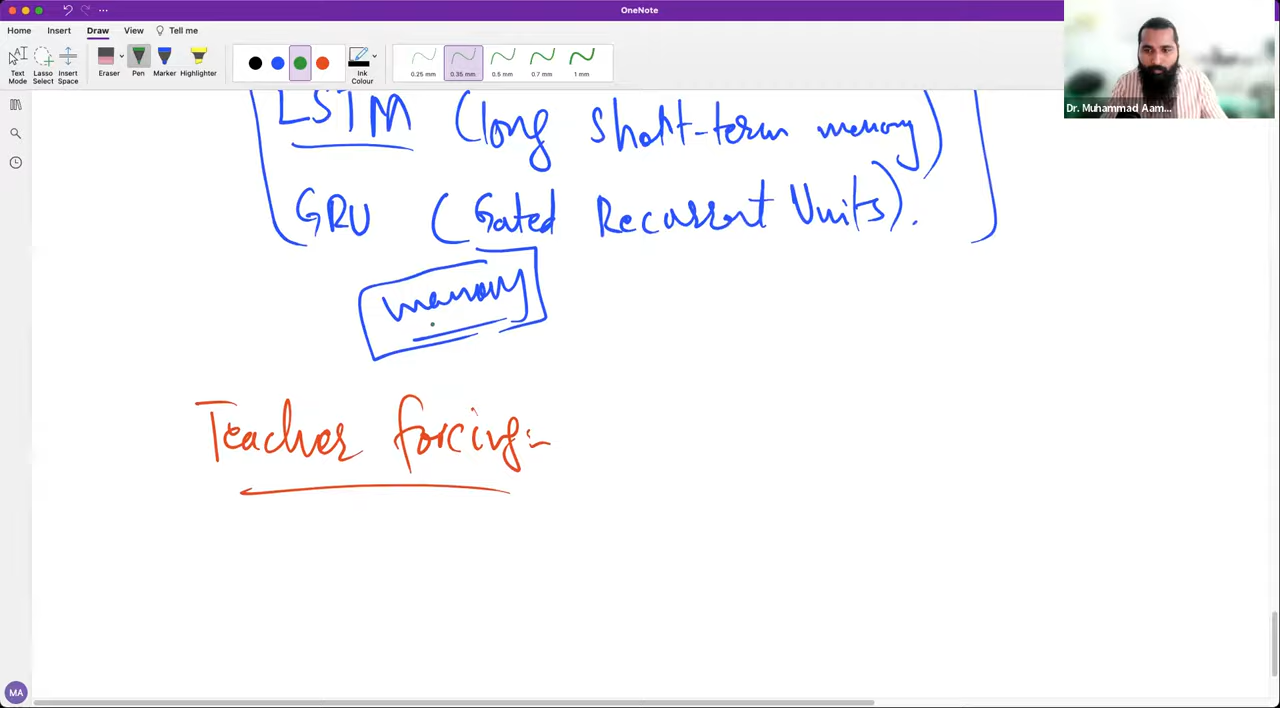 OneNote
Home Insert Draw View Tell me
Text Mode Lasso Select Insert Space Eraser Pen Marker Highlighter Ink Colour 0.25 mm 0.35 mm 0.5 mm 0.7 mm 1 mm
Dr. Muhammad Aam...
LSTM (long Short-term memory)
GRU (Gated Recurrent Units).
memory
Teacher forcing:-
MA